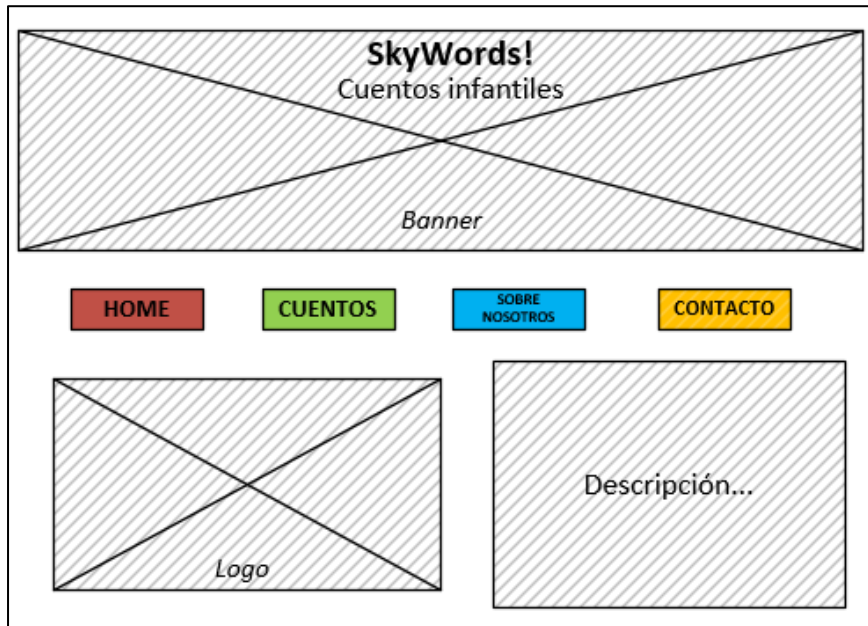 SkyWords!
Cuentos infantiles
Banner
HOME
CUENTOS
SOBRE
NOSOTROS
CONTACTO
Descripción...
Logo